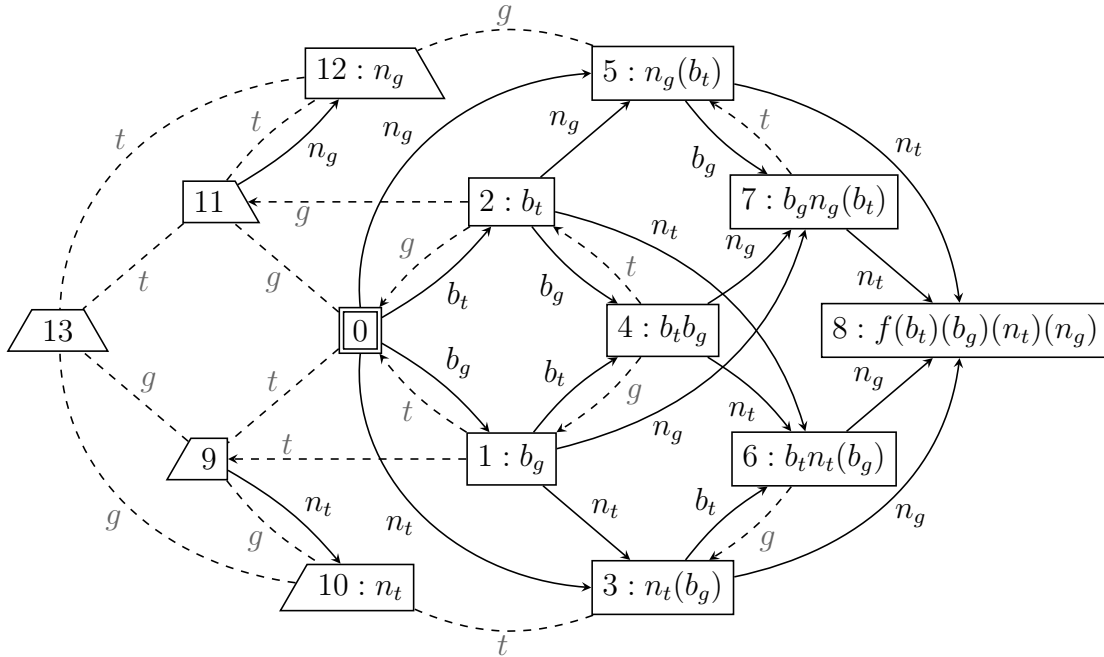 g
12 : n_g
5 : n_g(b_t)
t
t
n_g
n_g
n_g
b_g
t
n_t
11
2 : b_t
7 : b_g n_g(b_t)
g
t
g
g
b_t
b_g
t
n_t
n_g
n_t
13
0
4 : b_t b_g
8 : f(b_t)(b_g)(n_t)(n_g)
g
t
b_g
t
b_t
g
n_t
n_g
n_g
9
t
1 : b_g
6 : b_t n_t(b_g)
g
g
n_t
n_t
n_t
b_t
g
n_g
10 : n_t
3 : n_t(b_g)
t